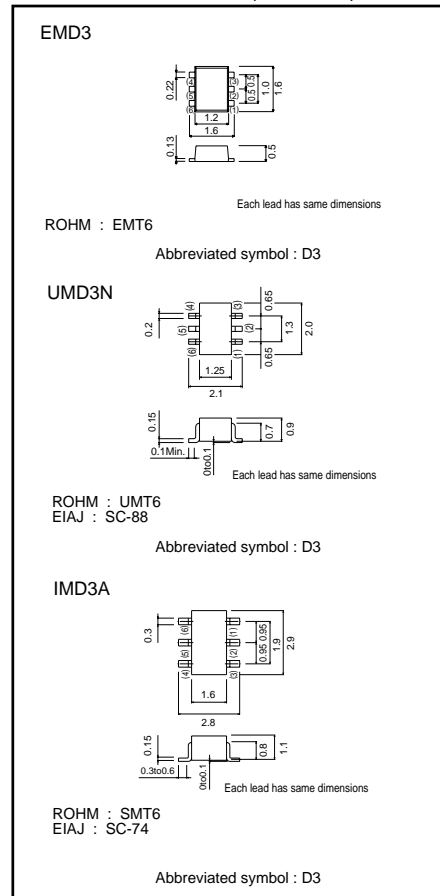 EMD3
0.22
(4)
(3)
(5)
(2)
(6)
(1)
0.5 0.5
1.0
1.6
1.2
1.6
0.13
0.5
Each lead has same dimensions
ROHM : EMT6
Abbreviated symbol : D3
UMD3N
0.2
(4)
(3)
(5)
(2)
(6)
(1)
0.65
0.65
1.3
2.0
1.25
2.1
0.15
0.1Min.
0to0.1
0.7
0.9
Each lead has same dimensions
ROHM : UMT6
EIAJ : SC-88
Abbreviated symbol : D3
IMD3A
0.3
(6)
(1)
(5)
(2)
(4)
(3)
0.95 0.95
1.9
2.9
1.6
2.8
0.15
0.3to0.6
0to0.1
0.8
1.1
Each lead has same dimensions
ROHM : SMT6
EIAJ : SC-74
Abbreviated symbol : D3